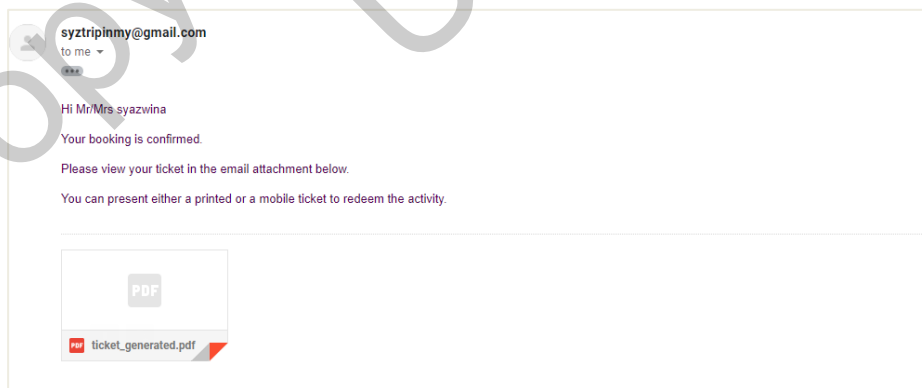 syztripinmy@gmail.com
to me
Hi Mr/Mrs syazwina
Your booking is confirmed.
Please view your ticket in the email attachment below.
You can present either a printed or a mobile ticket to redeem the activity.
PDF
PDF ticket_generated.pdf